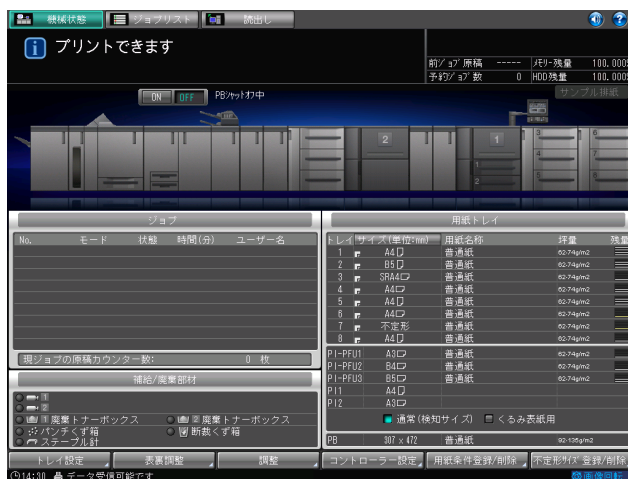 機械状態 ジョブリスト 読出し
プリントできます
前ジョブ原稿 ----- メモリー残量 100.000%
予約ジョブ数 0 HDD残量 100.000%
ON OFF PBシャットオフ中 サンプル排紙
2 1 3 6
1 4 7
2 5 8
ジョブ
No. モード 状態 時間(分) ユーザー名
現ジョブの原稿カウンター数: 0 枚
補給/廃棄部材
1
2
1 廃棄トナーボックス 2 廃棄トナーボックス
パンチくず箱 断裁くず箱
ステープル針
用紙トレイ
トレイ サイズ(単位:mm) 用紙名称 坪量 残量
1 A4 普通紙 62-74g/m2
2 B5 普通紙 62-74g/m2
3 SRA4 普通紙 62-74g/m2
4 A4 普通紙 62-74g/m2
5 A4 普通紙 62-74g/m2
6 A4 普通紙 62-74g/m2
7 不定形 普通紙 62-74g/m2
8 A4 普通紙 62-74g/m2
PI-PFU1 A3 普通紙 62-74g/m2
PI-PFU2 B4 普通紙 62-74g/m2
PI-PFU3 B5 普通紙 62-74g/m2
PI1 A4
PI2 A3
通常(検知サイズ) くるみ表紙用
PB 307 × 472 普通紙 92-135g/m2
トレイ設定 表裏調整 調整 コントローラー設定 用紙条件登録/削除 不定形サイズ登録/削除
14:30 データ受信可能です 画像回転